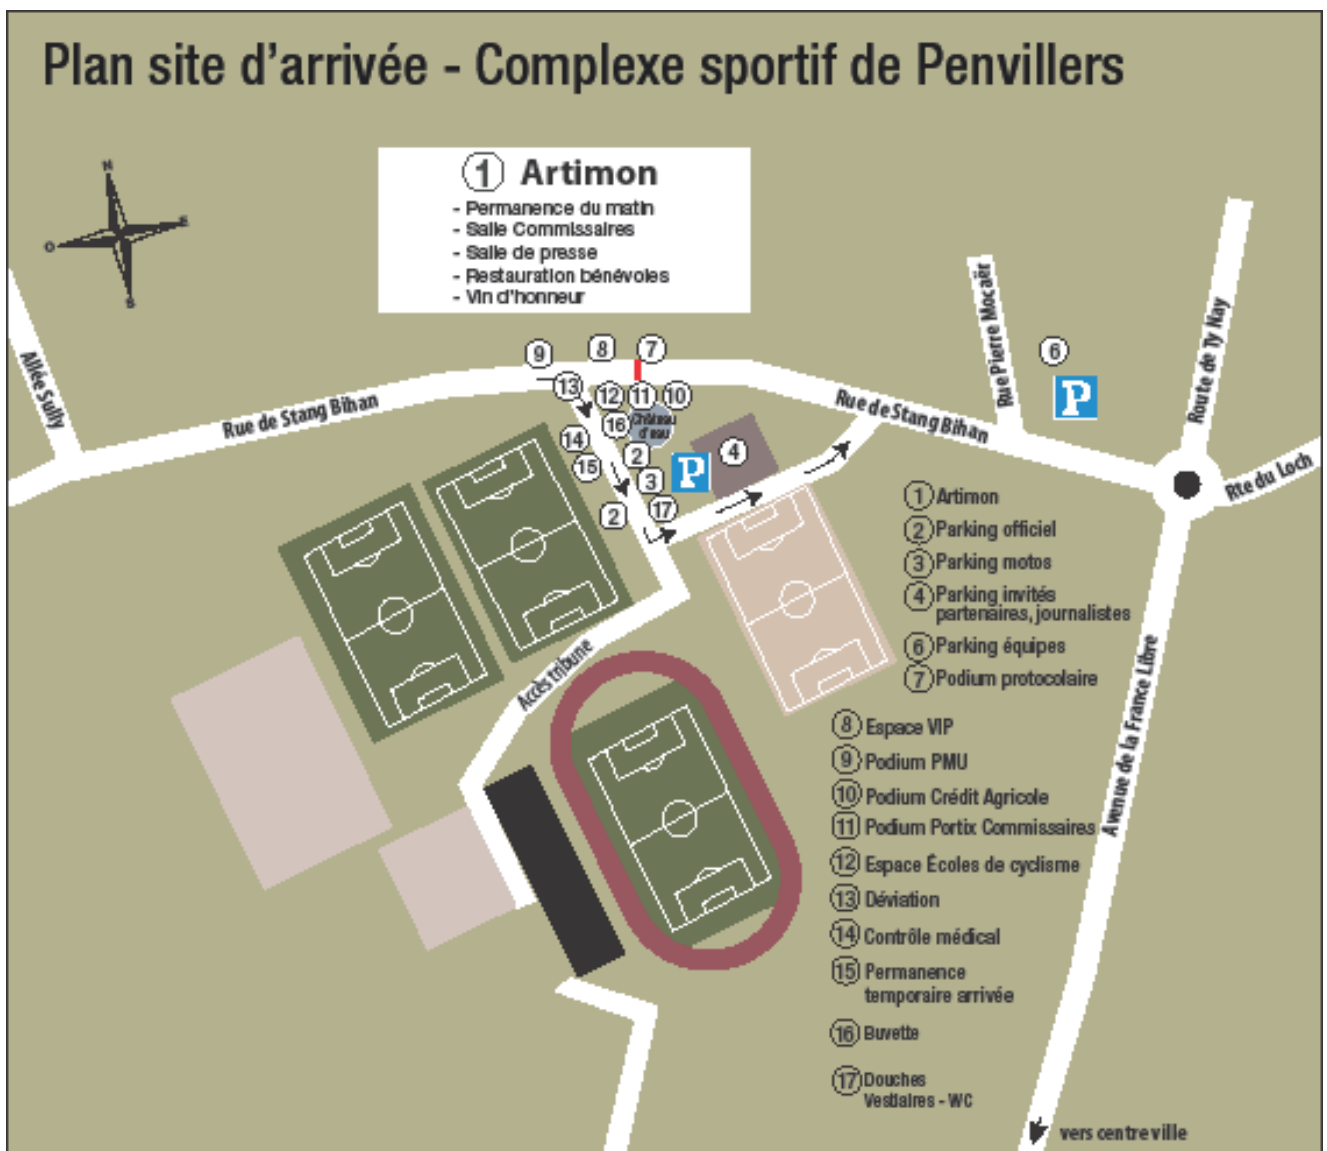 Plan site d'arrivée - Complexe sportif de Penvillers
1 Artimon
- Permanence du matin
- Salle Commissaires
- Salle de presse
- Restauration bénévoles
- Vin d'honneur
N
E
O
S
Allée Sully
Rue de Stang Bihan
9
8
7
13
12
11
10
16
Château
d'eau
14
15
2
3
2
17
P
4
Rue de Stang Bihan
Rue Pierre Mocaër
6
P
Route de Ty Nay
Rte du Loch
Avenue de la France Libre
Accès tribune
1 Artimon
2 Parking officiel
3 Parking motos
4 Parking invités
partenaires, journalistes
6 Parking équipes
7 Podium protocolaire
8 Espace VIP
9 Podium PMU
10 Podium Crédit Agricole
11 Podium Portix Commissaires
12 Espace Écoles de cyclisme
13 Déviation
14 Contrôle médical
15 Permanence
temporaire arrivée
16 Buvette
17 Douches
Vestiaires - WC
vers centre ville